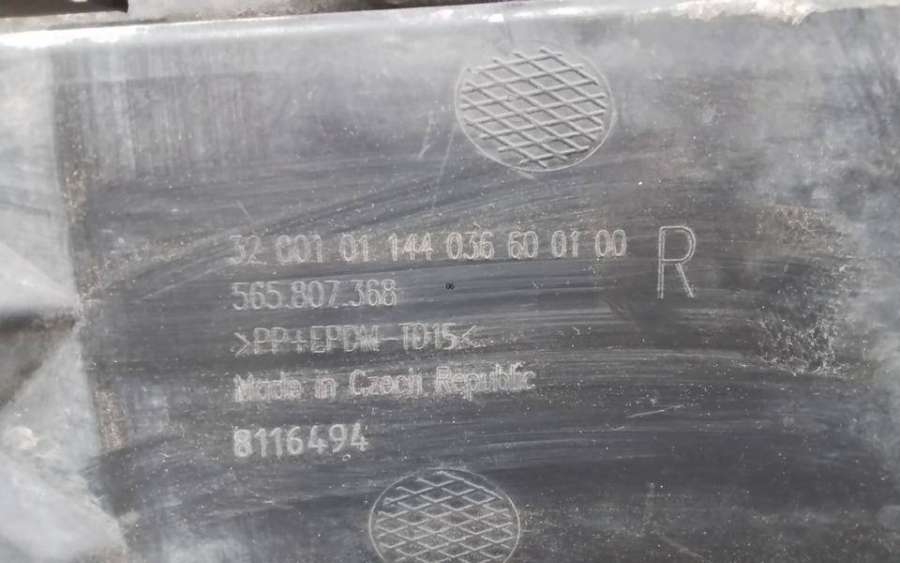 32 001 01 144 036 60 01 00 R
565.807.368
>PP+EPDM-TD15<
Made in Czech Republic
8116494